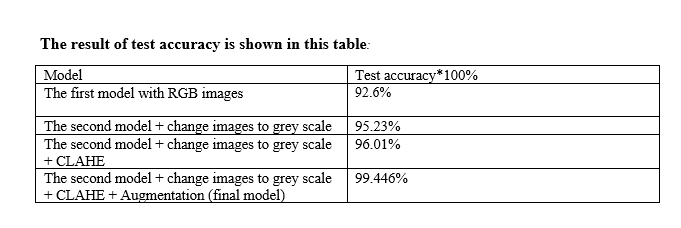 The result of test accuracy is shown in this table:
Model Test accuracy*100%
The first model with RGB images 92.6%
The second model + change images to grey scale 95.23%
The second model + change images to grey scale 96.01%
+ CLAHE
The second model + change images to grey scale 99.446%
+ CLAHE + Augmentation (final model)